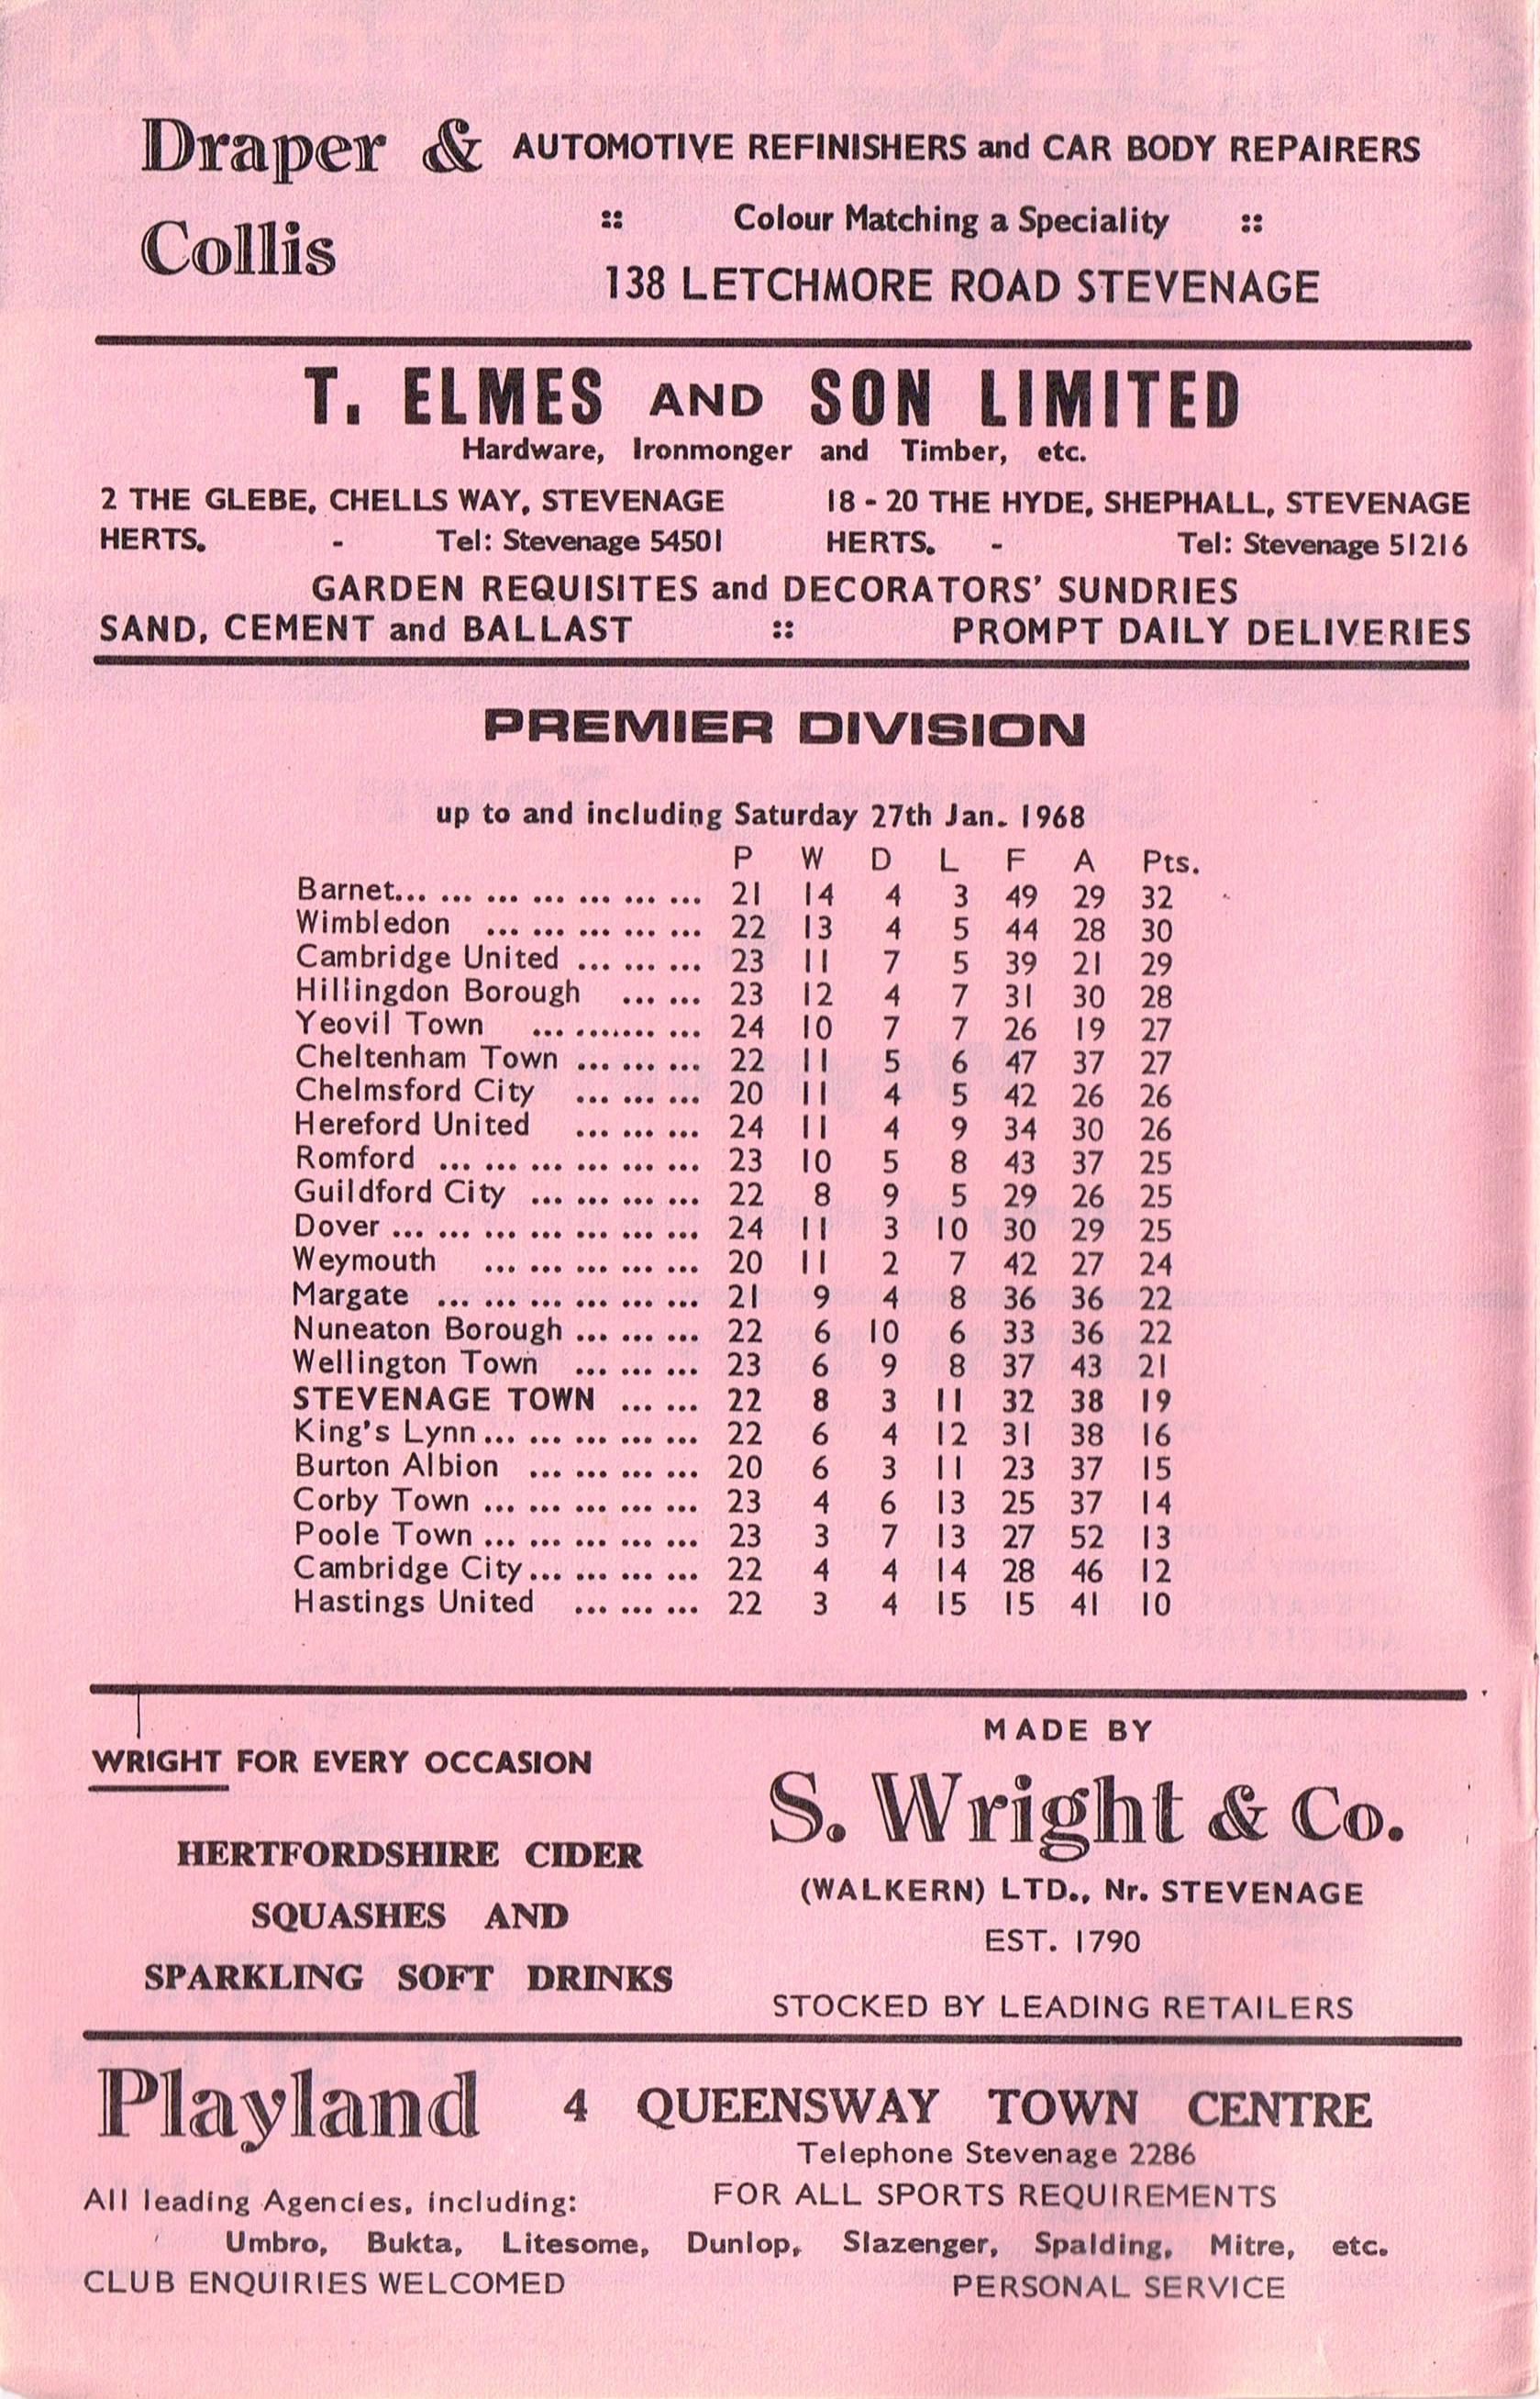 Draper & Collis
AUTOMOTIVE REFINISHERS and CAR BODY REPAIRERS
:: Colour Matching a Speciality ::
138 LETCHMORE ROAD STEVENAGE
T. ELMES AND SON LIMITED
Hardware, Ironmonger and Timber, etc.
2 THE GLEBE, CHELLS WAY, STEVENAGE
HERTS. - Tel: Stevenage 54501
18 - 20 THE HYDE, SHEPHALL, STEVENAGE
HERTS. - Tel: Stevenage 51216
GARDEN REQUISITES and DECORATORS' SUNDRIES
SAND, CEMENT and BALLAST :: PROMPT DAILY DELIVERIES
PREMIER DIVISION
up to and including Saturday 27th Jan. 1968
P W D L F A Pts.
Barnet... ... ... ... ... ... ... 21 14 4 3 49 29 32
Wimbledon ... ... ... ... ... 22 13 4 5 44 28 30
Cambridge United ... ... ... 23 11 7 5 39 21 29
Hillingdon Borough ... ... 23 12 4 7 31 30 28
Yeovil Town ... ....... ... 24 10 7 7 26 19 27
Cheltenham Town ... ... ... 22 11 5 6 47 37 27
Chelmsford City ... ... ... 20 11 4 5 42 26 26
Hereford United ... ... ... 24 11 4 9 34 30 26
Romford ... ... ... ... ... ... 23 10 5 8 43 37 25
Guildford City ... ... ... ... 22 8 9 5 29 26 25
Dover ... ... ... ... ... ... ... 24 11 3 10 30 29 25
Weymouth ... ... ... ... ... 20 11 2 7 42 27 24
Margate ... ... ... ... ... ... 21 9 4 8 36 36 22
Nuneaton Borough ... ... ... 22 6 10 6 33 36 22
Wellington Town ... ... ... 23 6 9 8 37 43 21
STEVENAGE TOWN ... ... 22 8 3 11 32 38 19
King's Lynn ... ... ... ... ... 22 6 4 12 31 38 16
Burton Albion ... ... ... ... 20 6 3 11 23 37 15
Corby Town ... ... ... ... ... 23 4 6 13 25 37 14
Poole Town ... ... ... ... ... 23 3 7 13 27 52 13
Cambridge City ... ... ... ... 22 4 4 14 28 46 12
Hastings United ... ... ... 22 3 4 15 15 41 10
WRIGHT FOR EVERY OCCASION
HERTFORDSHIRE CIDER
SQUASHES AND
SPARKLING SOFT DRINKS
MADE BY
S. Wright & Co.
(WALKERN) LTD., Nr. STEVENAGE
EST. 1790
STOCKED BY LEADING RETAILERS
Playland 4 QUEENSWAY TOWN CENTRE
Telephone Stevenage 2286
All leading Agencies, including: FOR ALL SPORTS REQUIREMENTS
Umbro, Bukta, Litesome, Dunlop, Slazenger, Spalding, Mitre, etc.
CLUB ENQUIRIES WELCOMED PERSONAL SERVICE